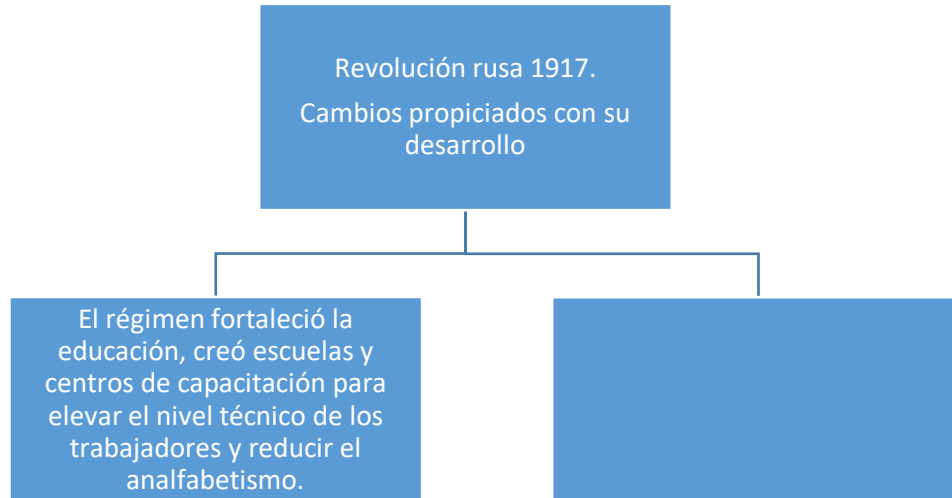 Revolución rusa 1917.
Cambios propiciados con su
desarrollo
El régimen fortaleció la
educación, creó escuelas y
centros de capacitación para
elevar el nivel técnico de los
trabajadores y reducir el
analfabetismo.